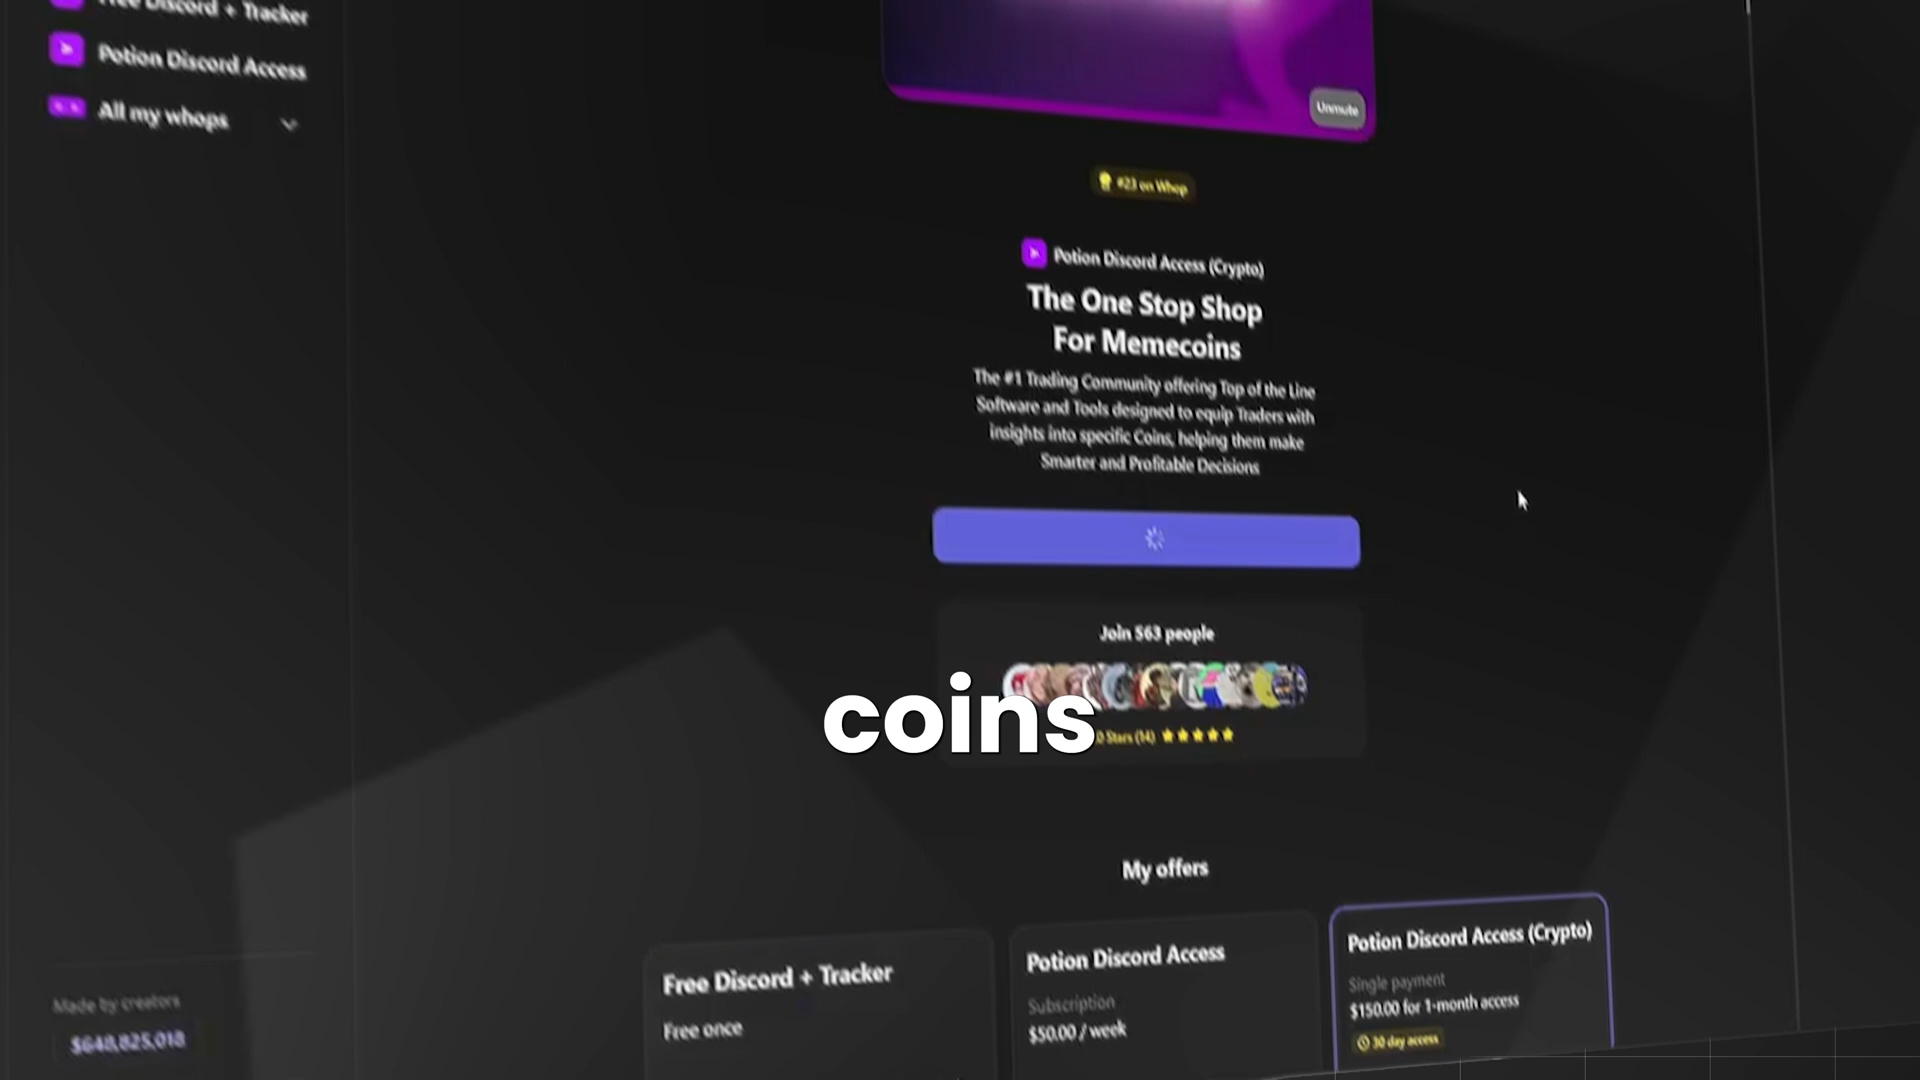 Free Discord + Tracker
Potion Discord Access
All my whops
Unmute
#23 on Whop
Potion Discord Access (Crypto)
The One Stop Shop
For Memecoins
The #1 Trading Community offering Top of the Line
Software and Tools designed to equip Traders with
insights into specific Coins, helping them make
Smarter and Profitable Decisions
Join 563 people
coins
0 Stars (14)
My offers
Free Discord + Tracker
Free once
Potion Discord Access
Subscription
$50.00 / week
Potion Discord Access (Crypto)
Single payment
$150.00 for 1-month access
30 day access
Made by creators
$648,825,018